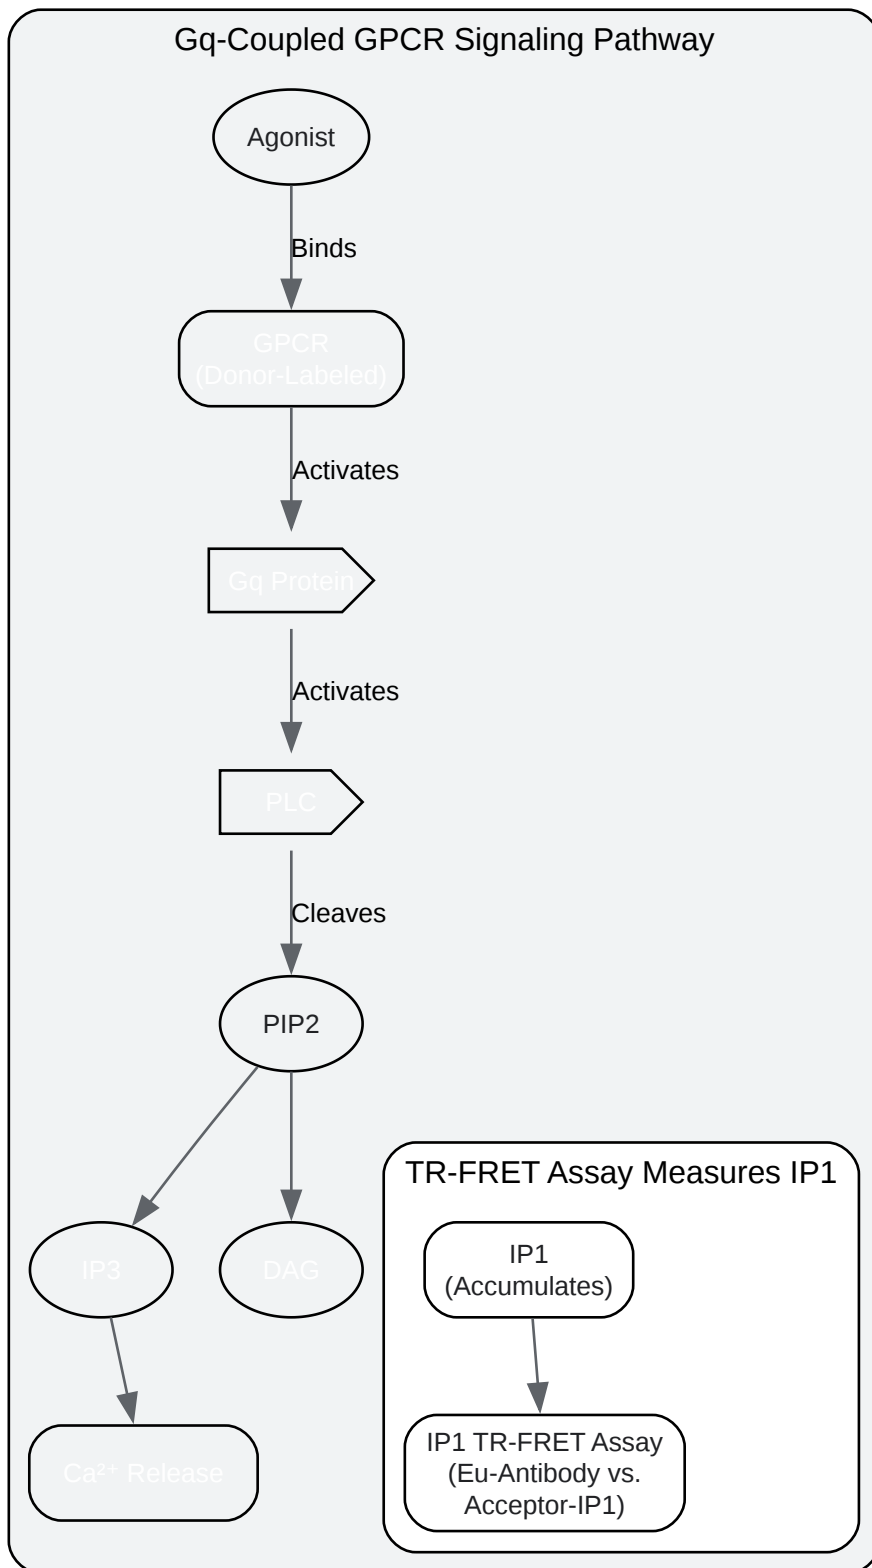 Gq-Coupled GPCR Signaling Pathway
Agonist
Binds
GPCR
(Donor-Labeled)
Activates
Gq Protein
Activates
PLC
Cleaves
PIP2
TR-FRET Assay Measures IP1
IP3
DAG
IP1
(Accumulates)
Ca²⁺ Release
IP1 TR-FRET Assay
(Eu-Antibody vs.
Acceptor-IP1)